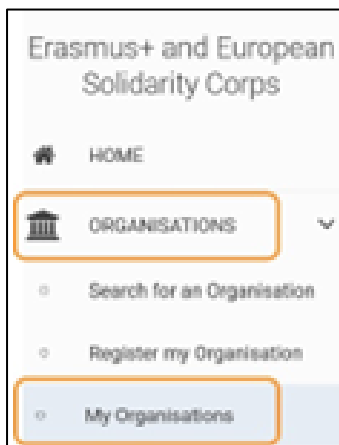 Erasmus+ and European
Solidarity Corps
HOME
ORGANISATIONS
Search for an Organisation
Register my Organisation
My Organisations